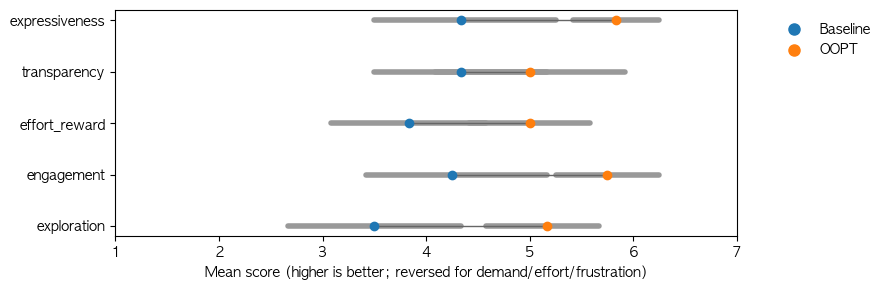 expressiveness
transparency
effort_reward
engagement
exploration
1 2 3 4 5 6 7
Mean score (higher is better; reversed for demand/effort/frustration)
Baseline
OOPT